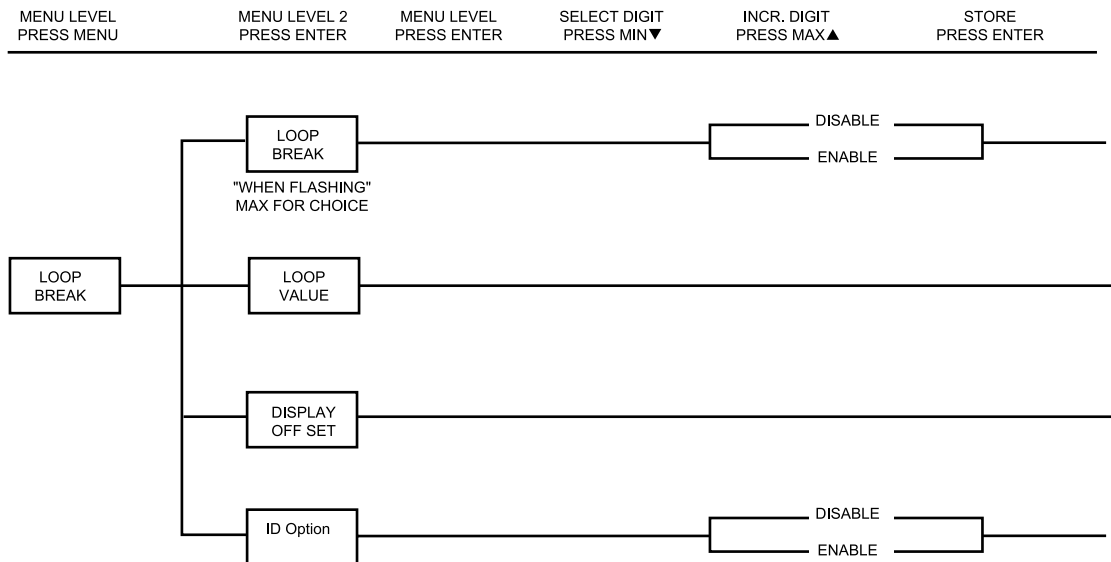 MENU LEVEL
PRESS MENU
MENU LEVEL 2
PRESS ENTER
MENU LEVEL
PRESS ENTER
SELECT DIGIT
PRESS MIN▼
INCR. DIGIT
PRESS MAX▲
STORE
PRESS ENTER
LOOP
BREAK
"WHEN FLASHING"
MAX FOR CHOICE
DISABLE
ENABLE
LOOP
BREAK
LOOP
VALUE
DISPLAY
OFF SET
ID Option
DISABLE
ENABLE